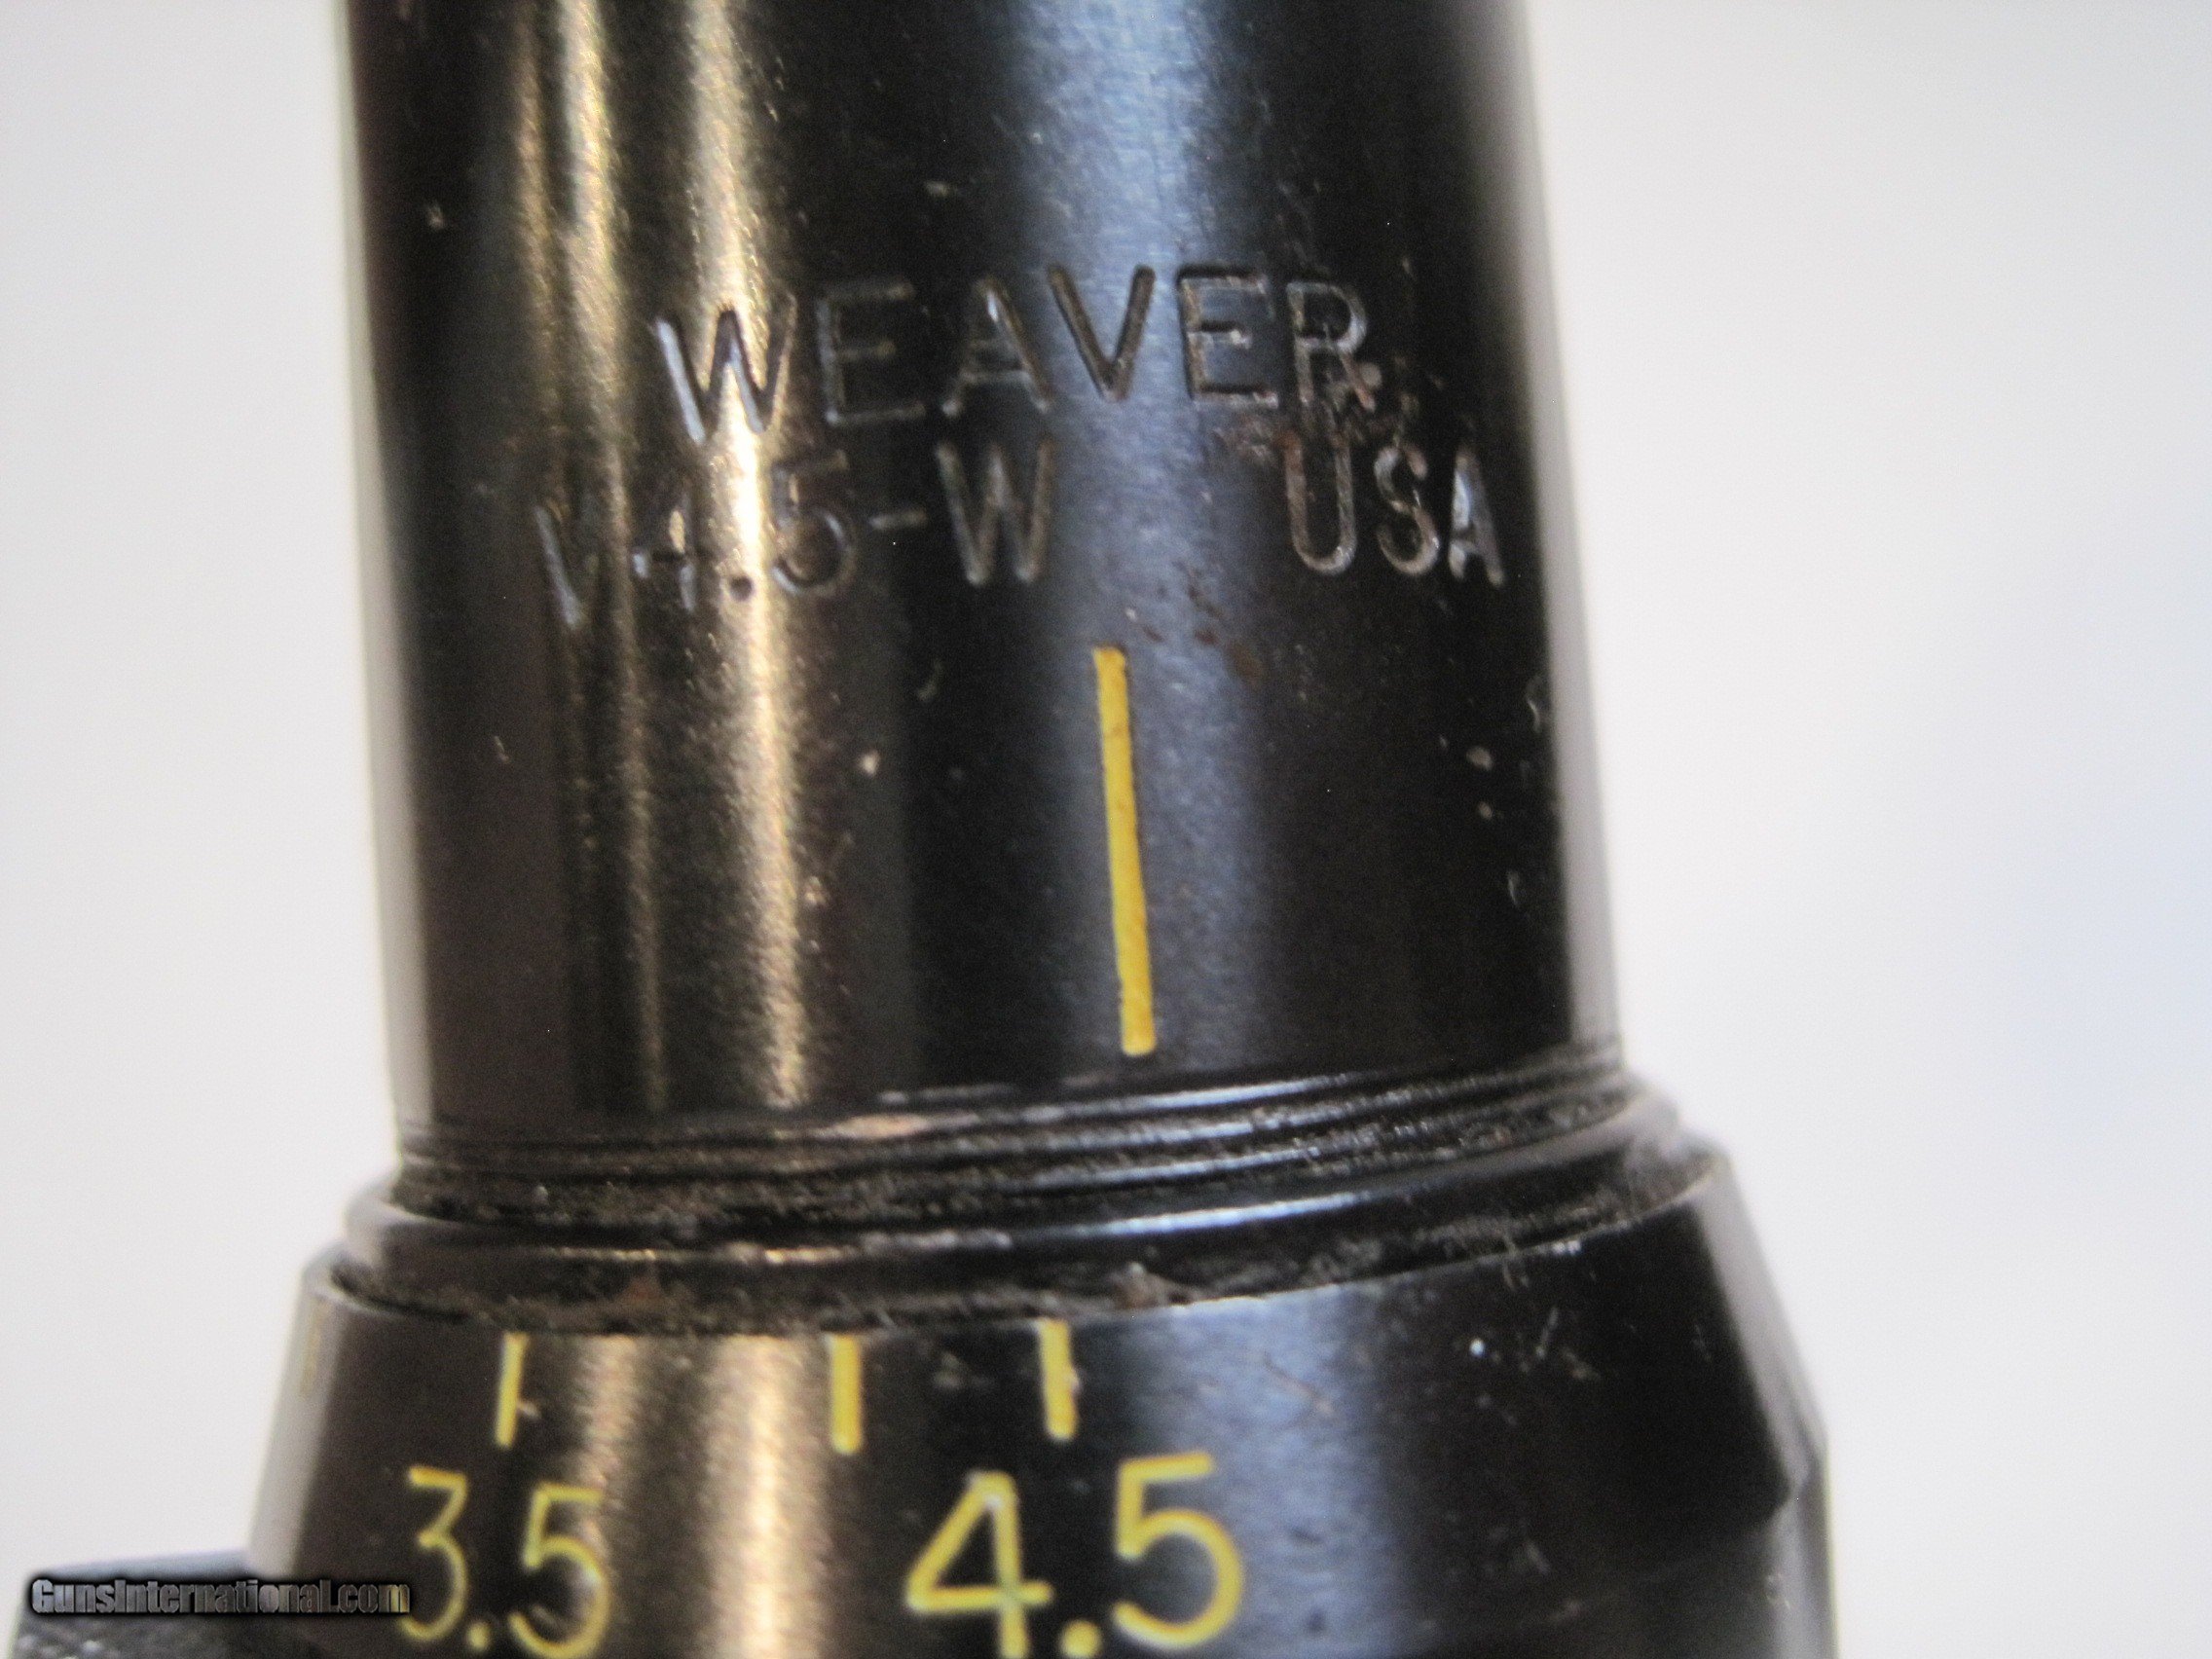 WEAVER
V4.5-W USA
3.5 4.5
GunsInternational.com